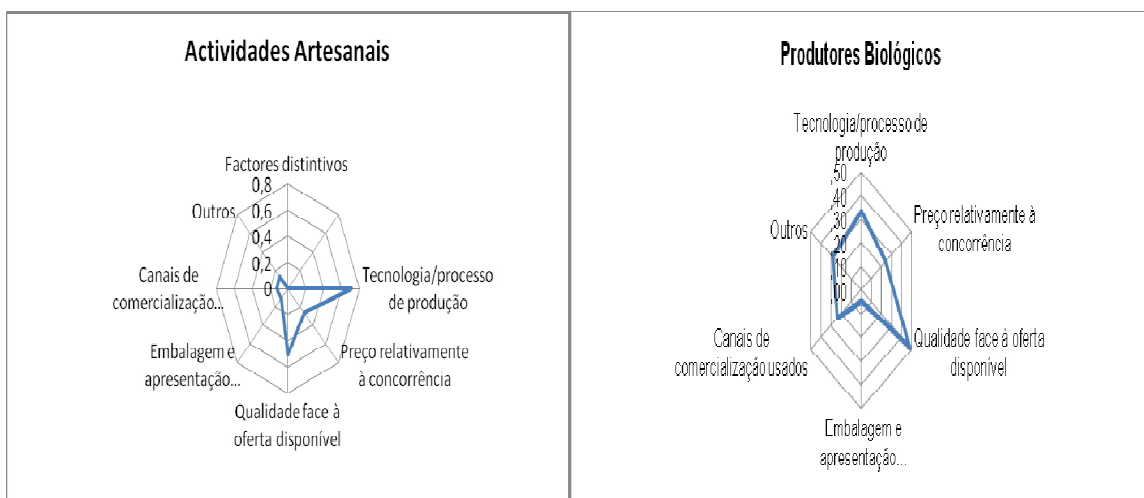 Actividades Artesanais
Factores distintivos
0,8
0,6
0,4
0,2
0
Outros
Canais de
comercialização...
Embalagem e
apresentação...
Qualidade face à
oferta disponível
Preço relativamente
à concorrência
Tecnologia/processo
de produção
Produtores Biológicos
Tecnologia/processo de
produção
,50
,40
,30
,20
,10
,00
Preço relativamente à
concorrência
Qualidade face à oferta
disponível
Embalagem e
apresentação...
Canais de
comercialização usados
Outros